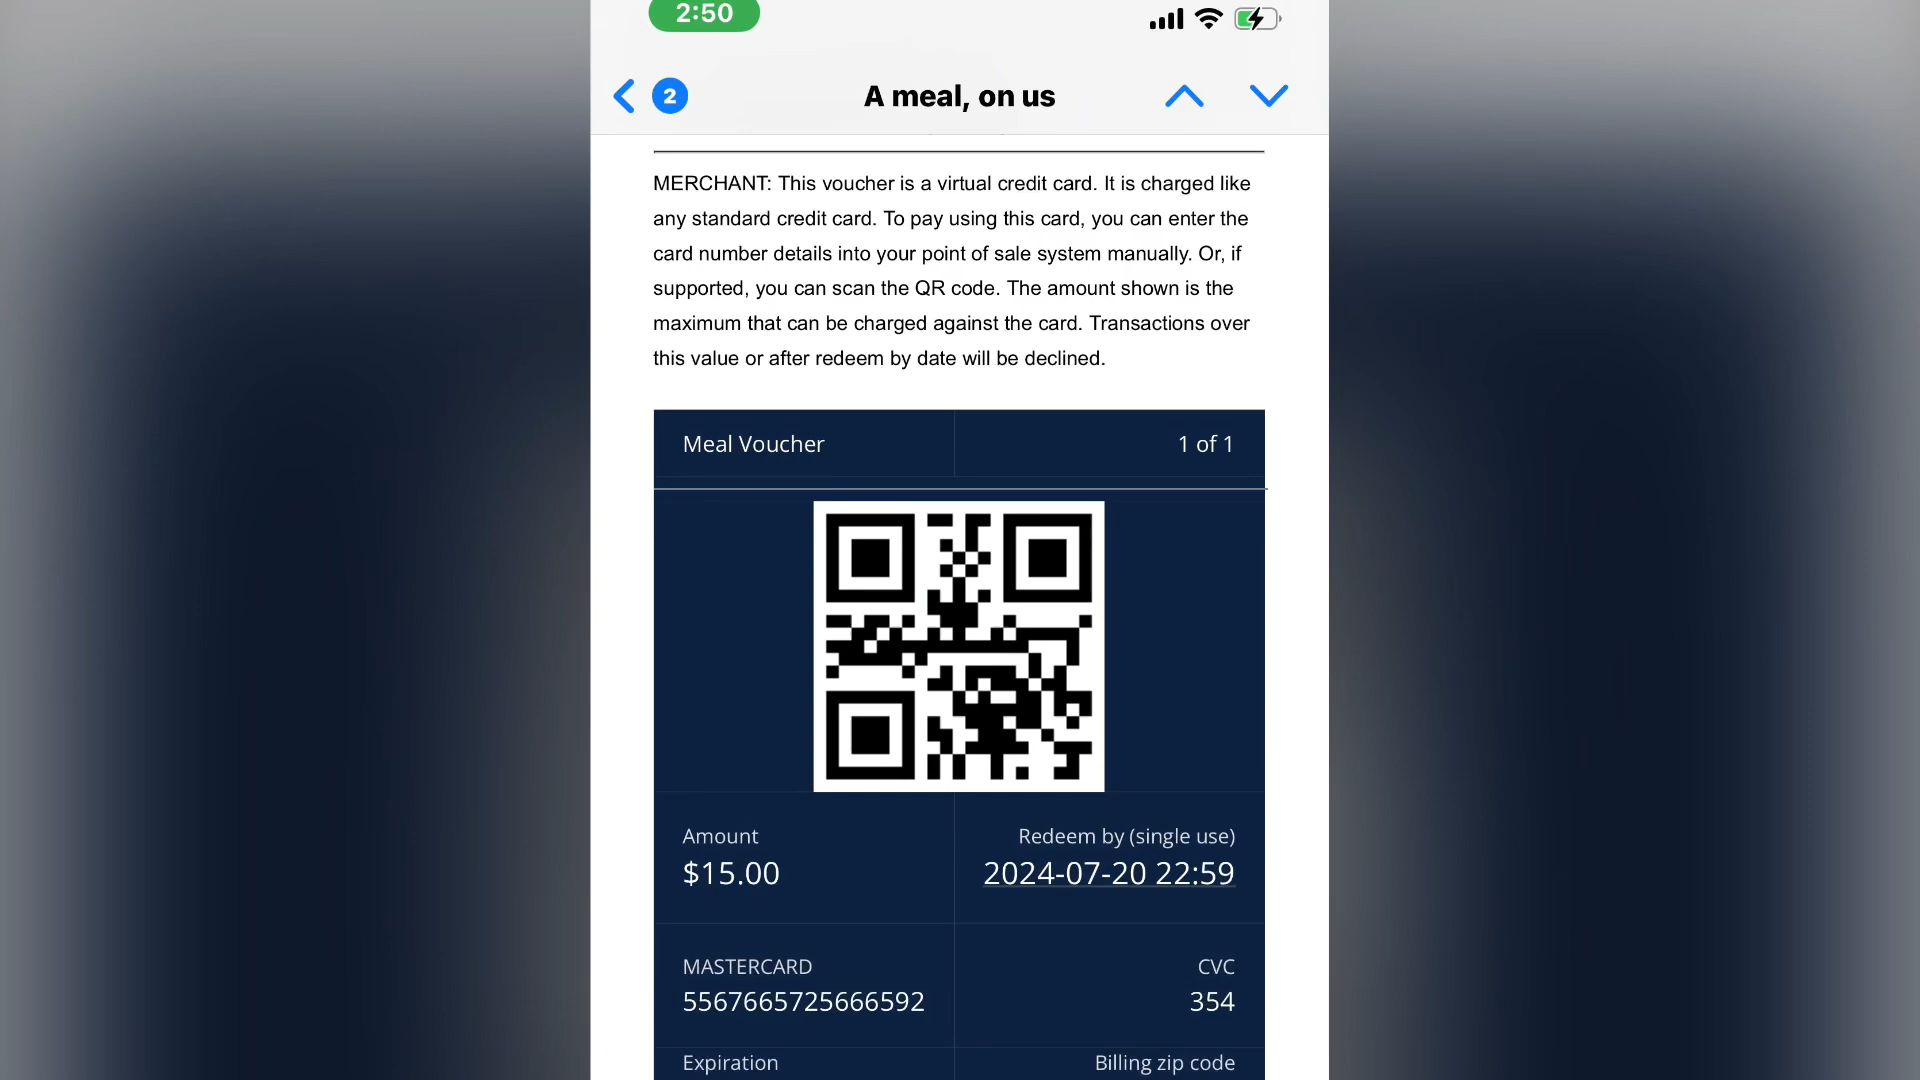 2:50
2
A meal, on us
MERCHANT: This voucher is a virtual credit card. It is charged like
any standard credit card. To pay using this card, you can enter the
card number details into your point of sale system manually. Or, if
supported, you can scan the QR code. The amount shown is the
maximum that can be charged against the card. Transactions over
this value or after redeem by date will be declined.
Meal Voucher 1 of 1
Amount Redeem by (single use)
$15.00 2024-07-20 22:59
MASTERCARD CVC
5567665725666592 354
Expiration Billing zip code